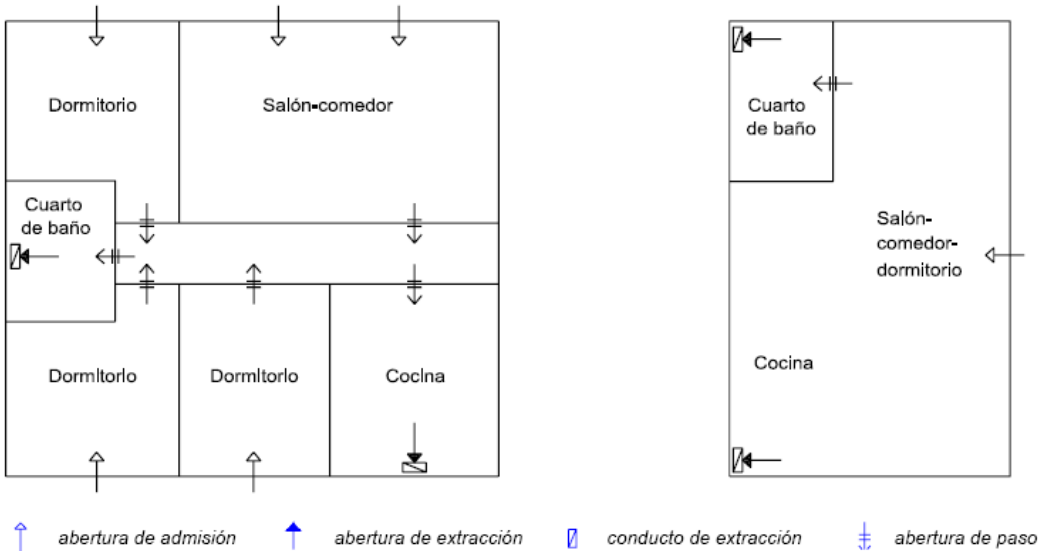 Dormitorio
Salón-comedor
Cuarto
de baño
Dormitorio
Dormitorio
Cocina
Cuarto
de baño
Salón-
comedor-
dormitorio
Cocina
abertura de admisión
abertura de extracción
conducto de extracción
abertura de paso